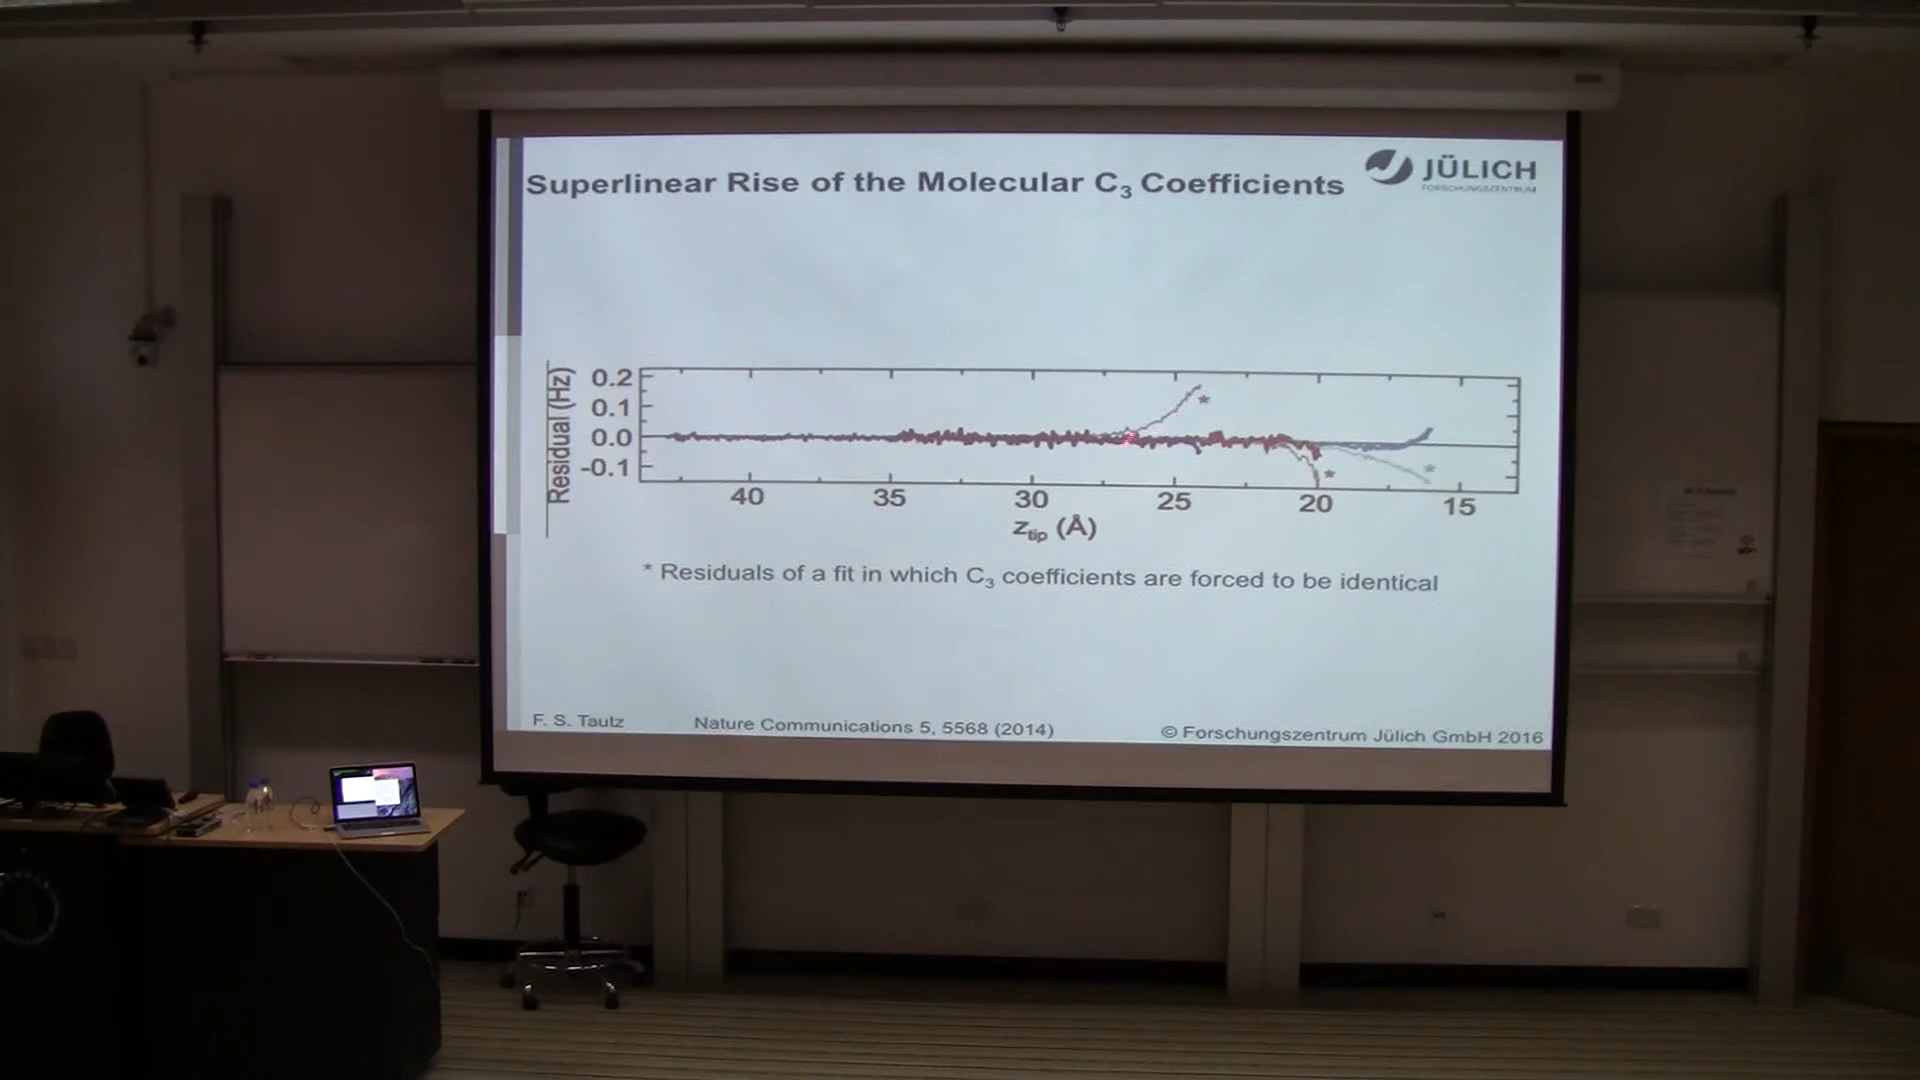 Superlinear Rise of the Molecular C₃ Coefficients
JÜLICH
FORSCHUNGSZENTRUM
Residual (Hz)
0.2
0.1
0.0
-0.1
*
*
*
40 35 30 25 20 15
z_tip (Å)
* Residuals of a fit in which C₃ coefficients are forced to be identical
F. S. Tautz Nature Communications 5, 5568 (2014) © Forschungszentrum Jülich GmbH 2016